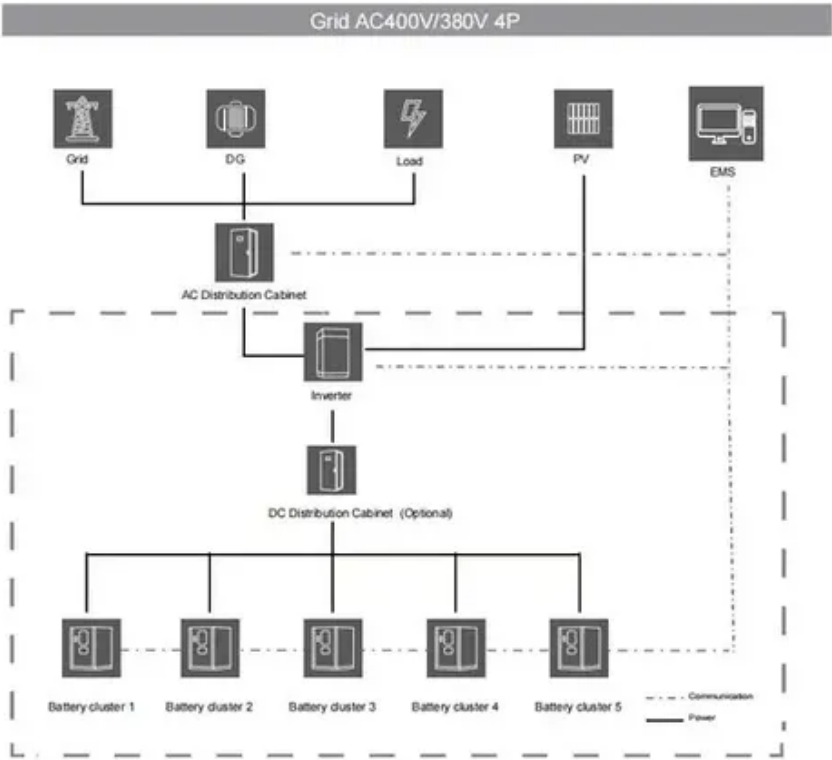 Grid AC400V/380V 4P
Grid
DG
Load
PV
EMS
AC Distribution Cabinet
Inverter
DC Distribution Cabinet (Optional)
Battery cluster 1
Battery cluster 2
Battery cluster 3
Battery cluster 4
Battery cluster 5
Communication
Power